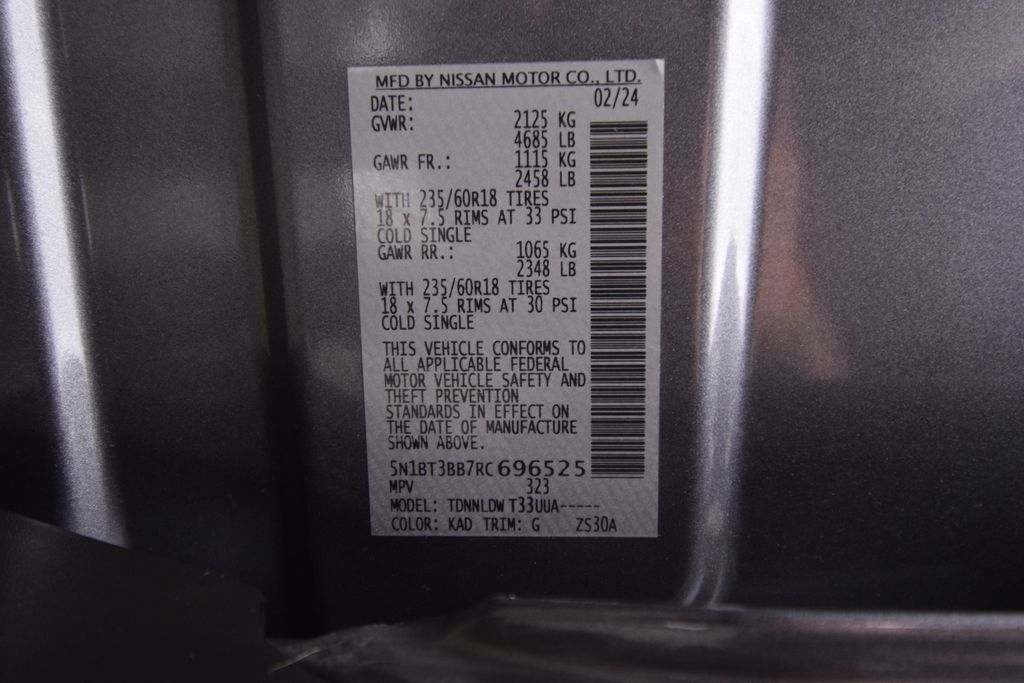 MFD BY NISSAN MOTOR CO., LTD.
DATE: 02/24
GVWR: 2125 KG
4685 LB
GAWR FR.: 1115 KG
2458 LB
WITH 235/60R18 TIRES
18 x 7.5 RIMS AT 33 PSI
COLD SINGLE
GAWR RR.: 1065 KG
2348 LB
WITH 235/60R18 TIRES
18 x 7.5 RIMS AT 30 PSI
COLD SINGLE
THIS VEHICLE CONFORMS TO
ALL APPLICABLE FEDERAL
MOTOR VEHICLE SAFETY AND
THEFT PREVENTION
STANDARDS IN EFFECT ON
THE DATE OF MANUFACTURE
SHOWN ABOVE.
5N1BT3BB7RC696525
MPV 323
MODEL: TDNNLDW T33UUA-----
COLOR: KAD TRIM: G ZS30A